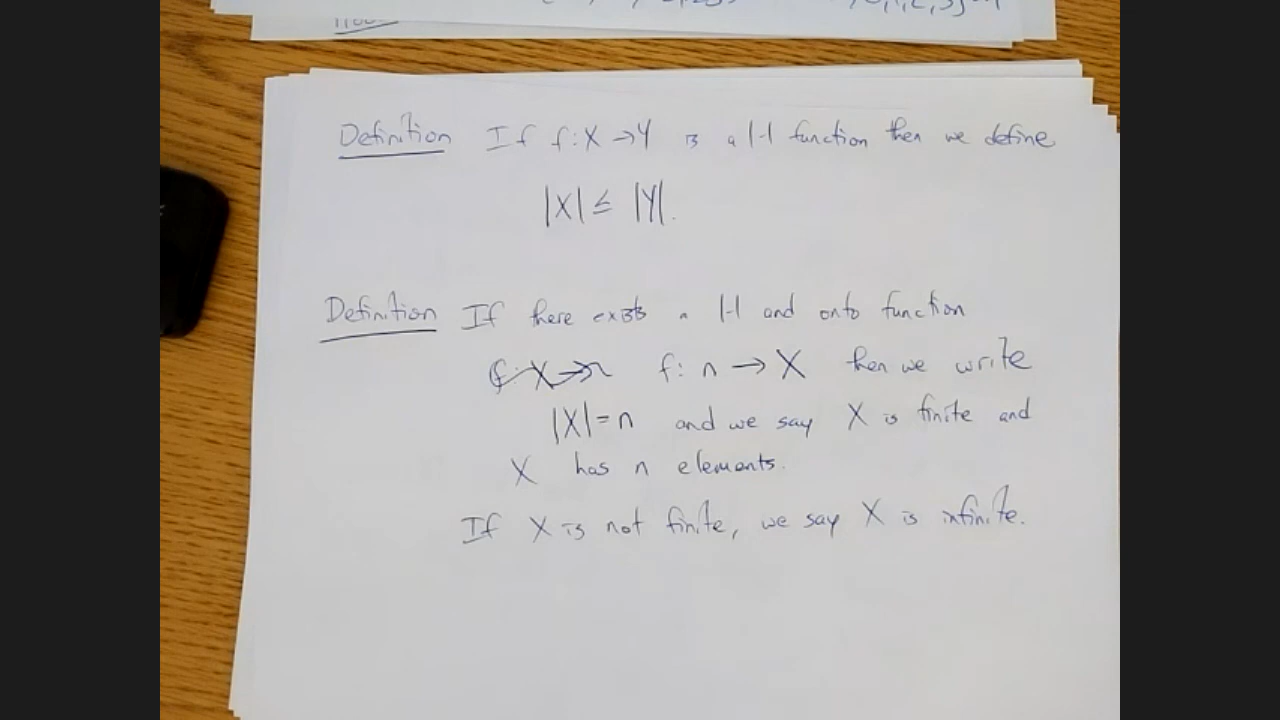 Definition If f: X → Y is a 1-1 function then we define
|X| ≤ |Y|.
Definition If there exists a 1-1 and onto function
f: n → X then we write
|X| = n and we say X is finite and
X has n elements.
If X is not finite, we say X is infinite.